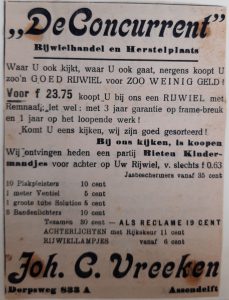 „De Concurrent"
Rijwielhandel en Herstelplaats
Waar U ook kijkt, waar U ook gaat, nergens koopt U
zoo'n GOED RIJWIEL voor ZOO WEINIG GELD!
Voor f 23.75 koopt U bij ons een RIJWIEL met
Remnaaf, let wel: met 3 jaar garantie op frame-breuk
en 1 jaar op het loopende werk!
Komt U eens kijken, wij zijn goed gesorteerd!
Bij ons kijken, is koopen
Wij ontvingen heden een partij Bieten Kinder-
mandjes voor achter op Uw Rijwiel, v. slechts f 0.63
Jasbeschermers vanaf 35 cent
10 Plakpleisters 10 cent
1 meter Ventiel 5 cent
1 groote tube Solution 5 cent
5 Bandenlichters 10 cent
Tezamen 30 cent — ALS RECLAME 19 CENT
ACHTERLICHTEN met Rijkskeur 11 cent
RIJWIELLAMPJES vanaf 6 cent
Joh. C. Vreeken
Dorpsweg 833 A Assendelft